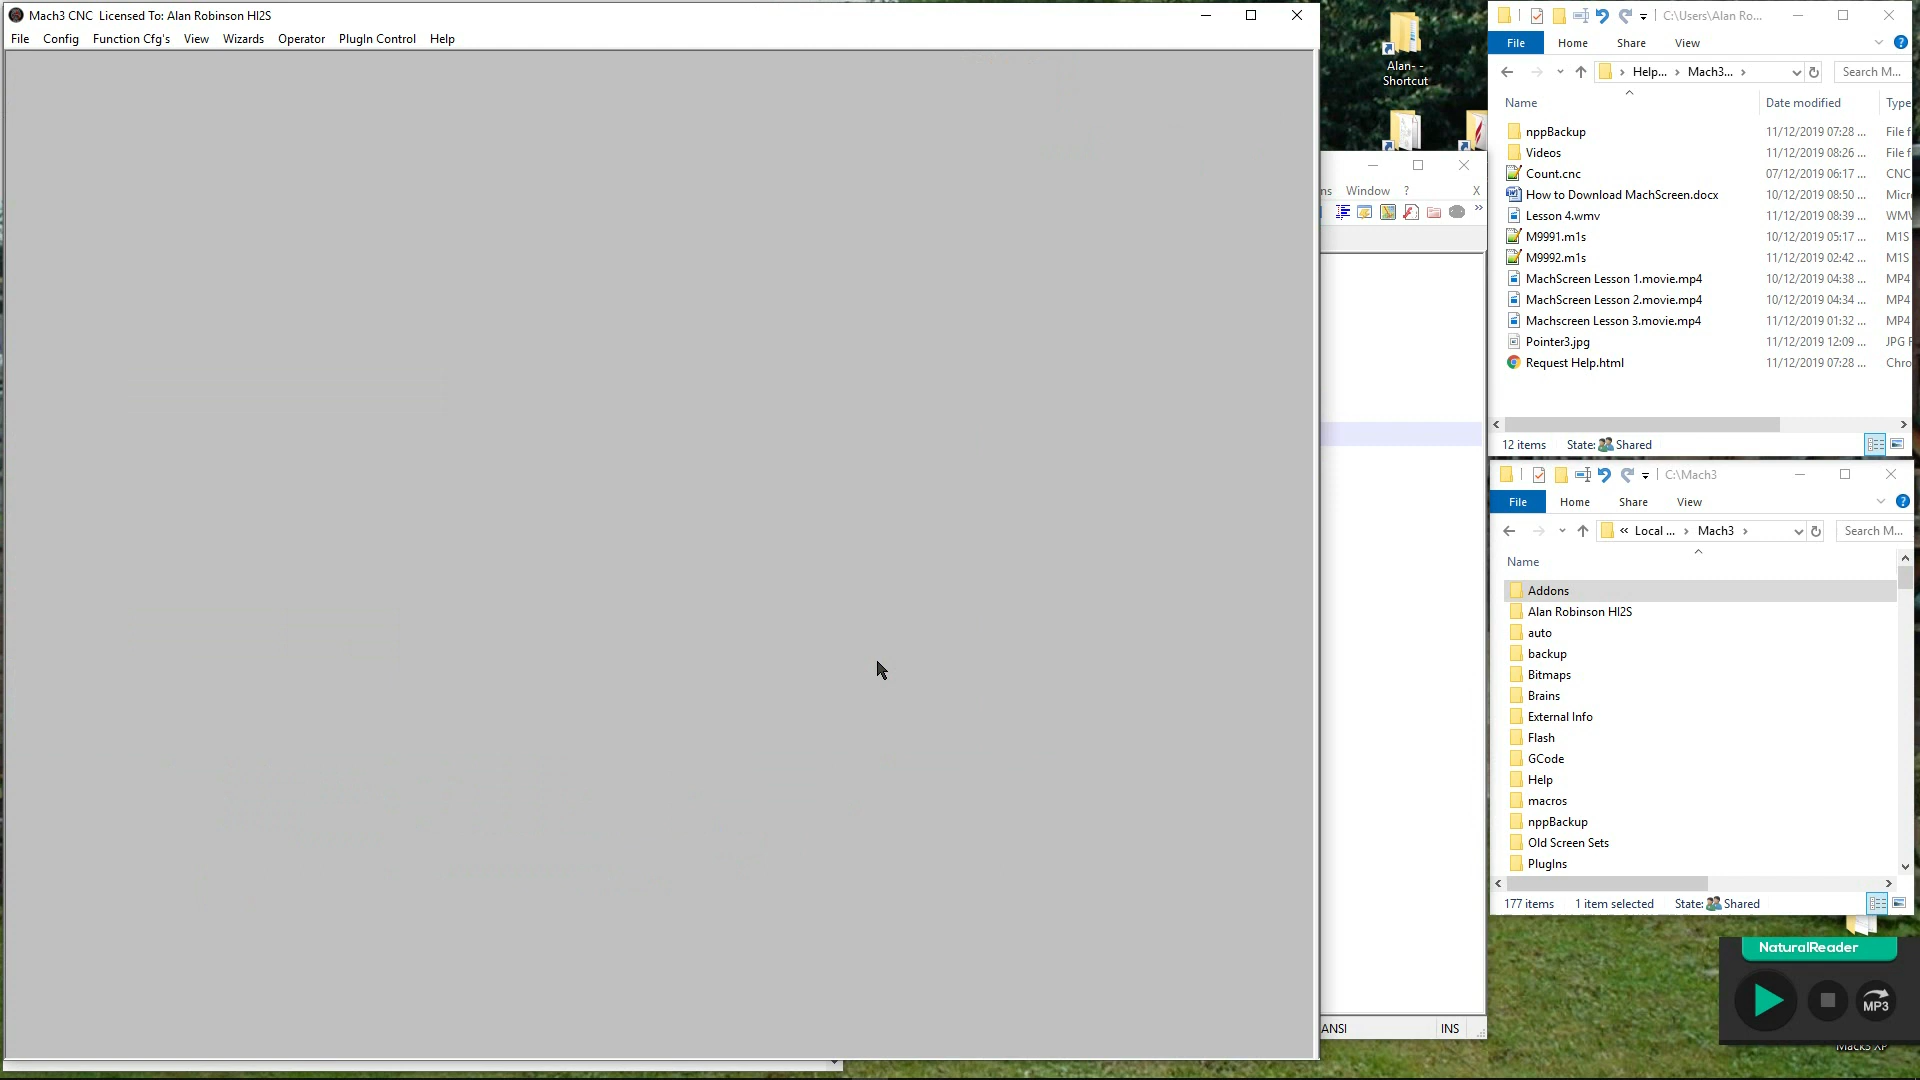 Mach3 CNC  Licensed To: Alan Robinson HI2S
File  Config  Function Cfg's  View  Wizards  Operator  PlugIn Control  Help
Alan- -
Shortcut
ns  Window  ?  X
ANSI  INS
C:\Users\Alan Ro...
File  Home  Share  View
Help...  Mach3...  Search M...
Name  Date modified  Type
nppBackup  11/12/2019 07:28 ...  File f
Videos  11/12/2019 08:26 ...  File f
Count.cnc  07/12/2019 06:17 ...  CNC
How to Download MachScreen.docx  10/12/2019 08:50 ...  Micr
Lesson 4.wmv  11/12/2019 08:39 ...  WMV
M9991.m1s  10/12/2019 05:17 ...  M1S
M9992.m1s  11/12/2019 02:42 ...  M1S
MachScreen Lesson 1.movie.mp4  10/12/2019 04:38 ...  MP4
MachScreen Lesson 2.movie.mp4  10/12/2019 04:34 ...  MP4
Machscreen Lesson 3.movie.mp4  11/12/2019 01:32 ...  MP4
Pointer3.jpg  11/12/2019 12:09 ...  JPG F
Request Help.html  11/12/2019 07:28 ...  Chro
12 items  State: Shared
C:\Mach3
File  Home  Share  View
« Local ...  Mach3  Search M...
Name
Addons
Alan Robinson HI2S
auto
backup
Bitmaps
Brains
External Info
Flash
GCode
Help
macros
nppBackup
Old Screen Sets
PlugIns
177 items  1 item selected  State: Shared
NaturalReader
MP3